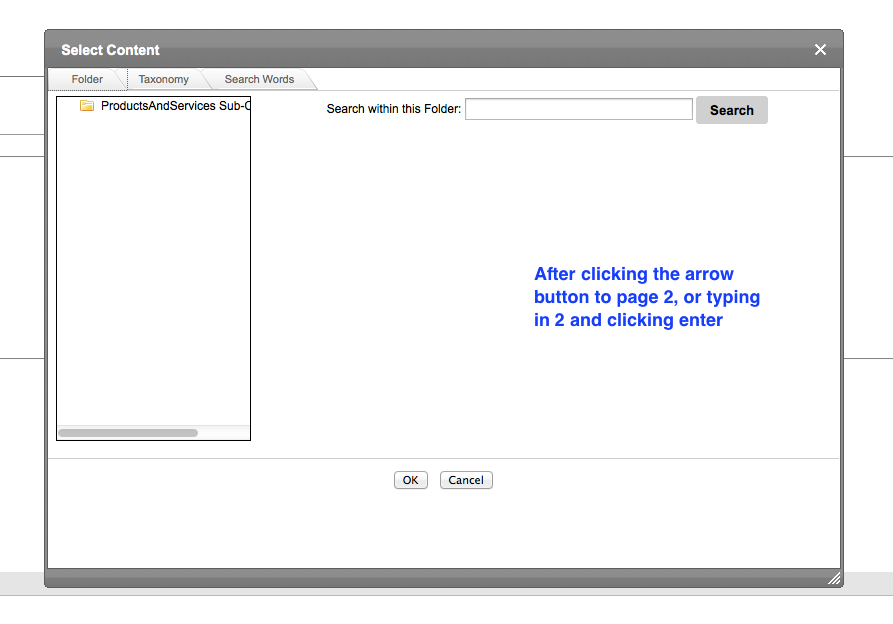 Select Content
Folder
Taxonomy
Search Words
ProductsAndServices Sub-C
Search within this Folder:
Search
After clicking the arrow
button to page 2, or typing
in 2 and clicking enter
OK
Cancel